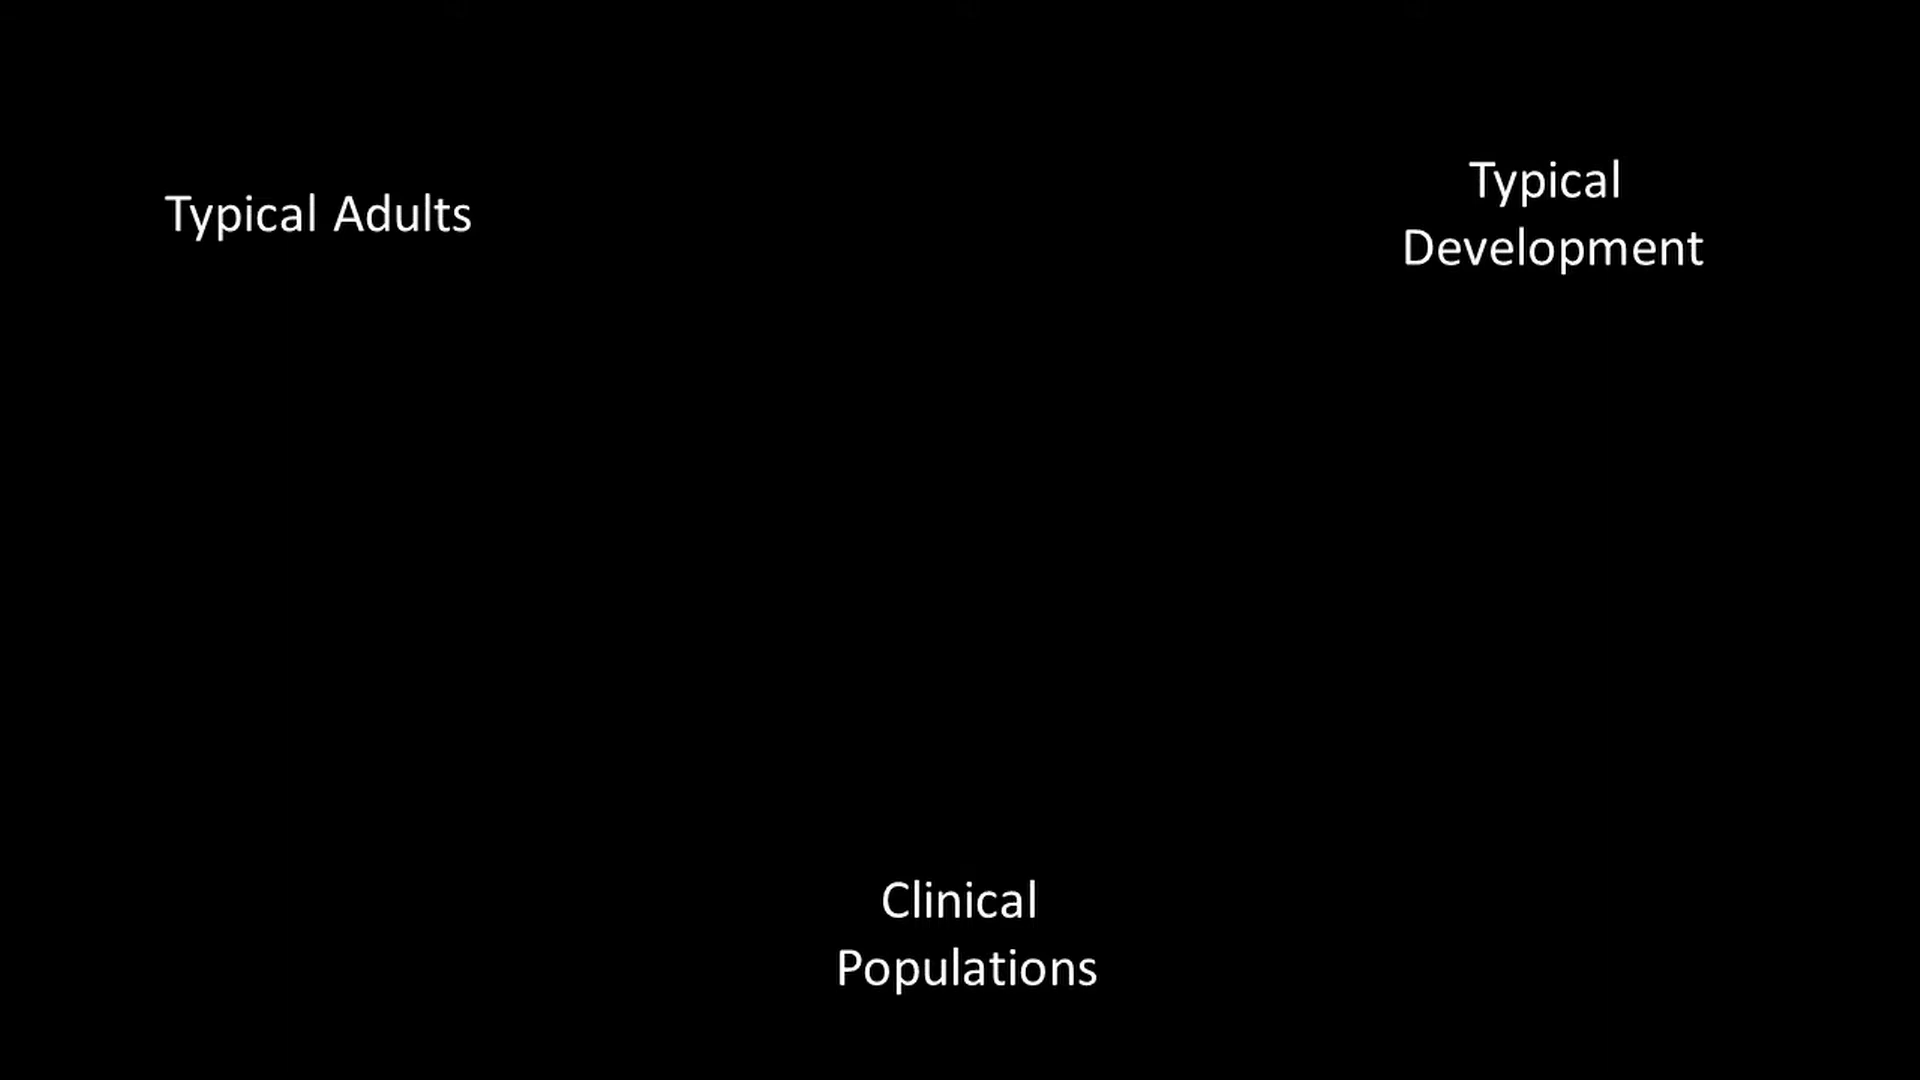 Typical Adults
Typical
Development
Clinical
Populations